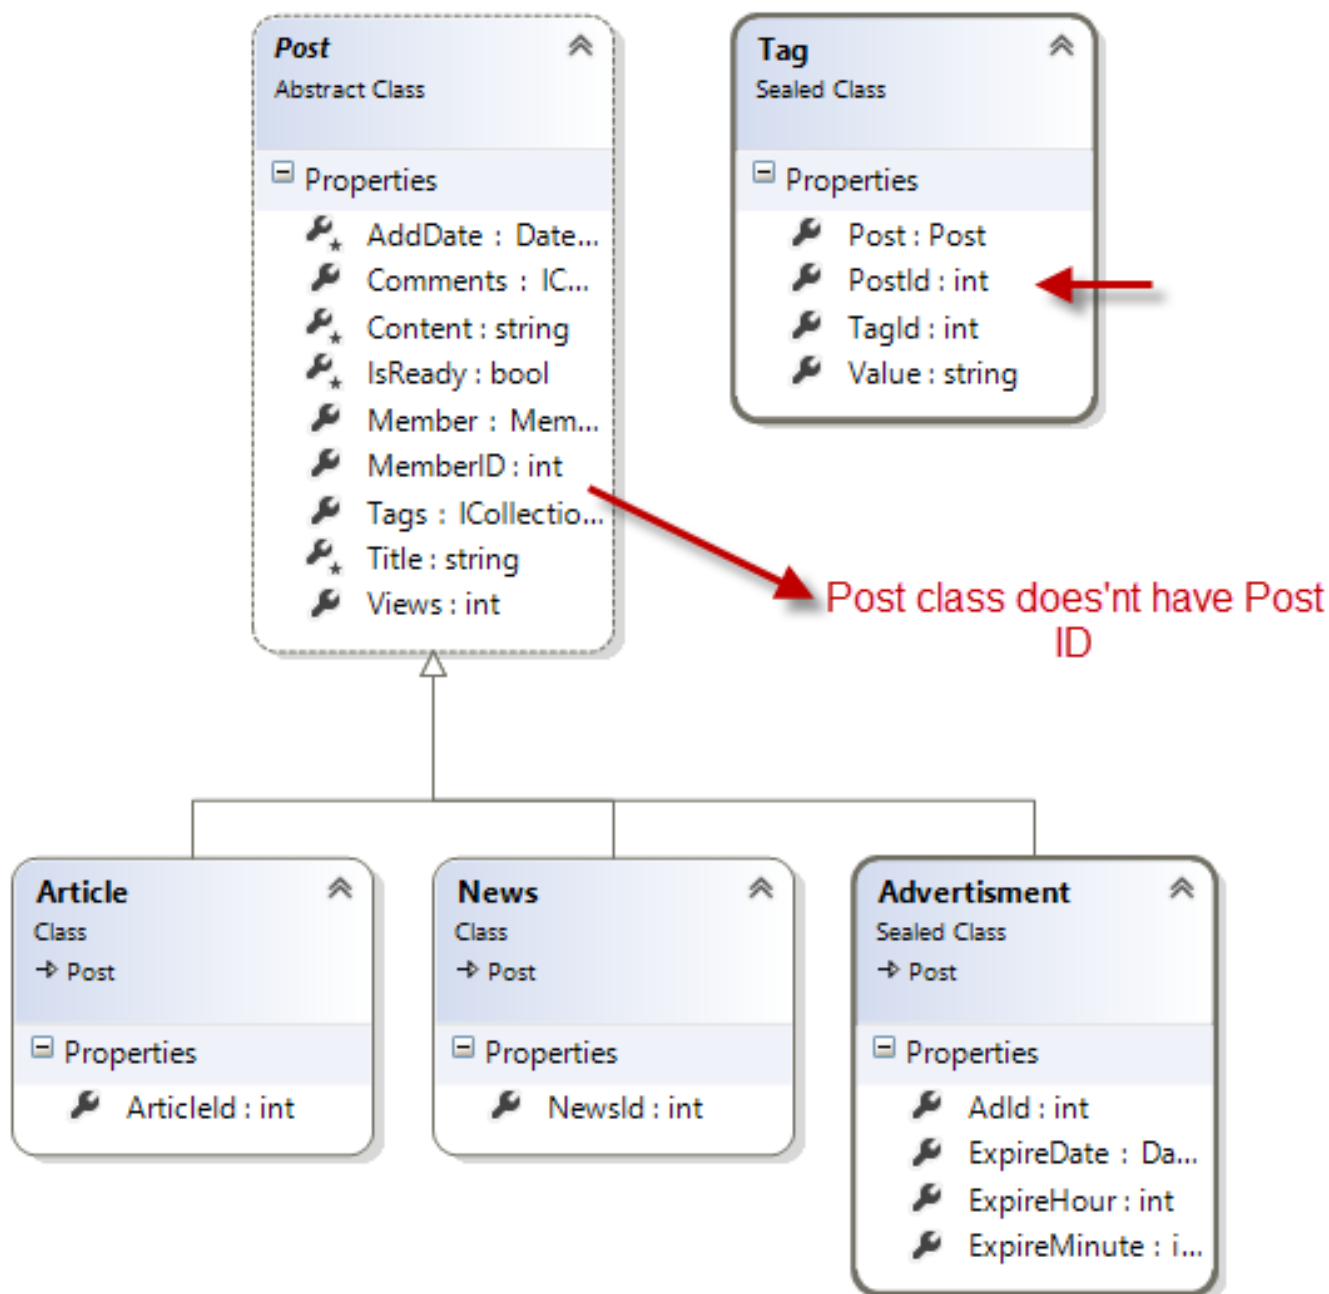 Post
Abstract Class
Properties
AddDate : Date...
Comments : IC...
Content : string
IsReady : bool
Member : Mem...
MemberID : int
Tags : ICollectio...
Title : string
Views : int
Tag
Sealed Class
Properties
Post : Post
PostId : int
TagId : int
Value : string
Post class does'nt have Post
ID
Article
Class
Post
Properties
ArticleId : int
News
Class
Post
Properties
NewsId : int
Advertisment
Sealed Class
Post
Properties
AdId : int
ExpireDate : Da...
ExpireHour : int
ExpireMinute : i...